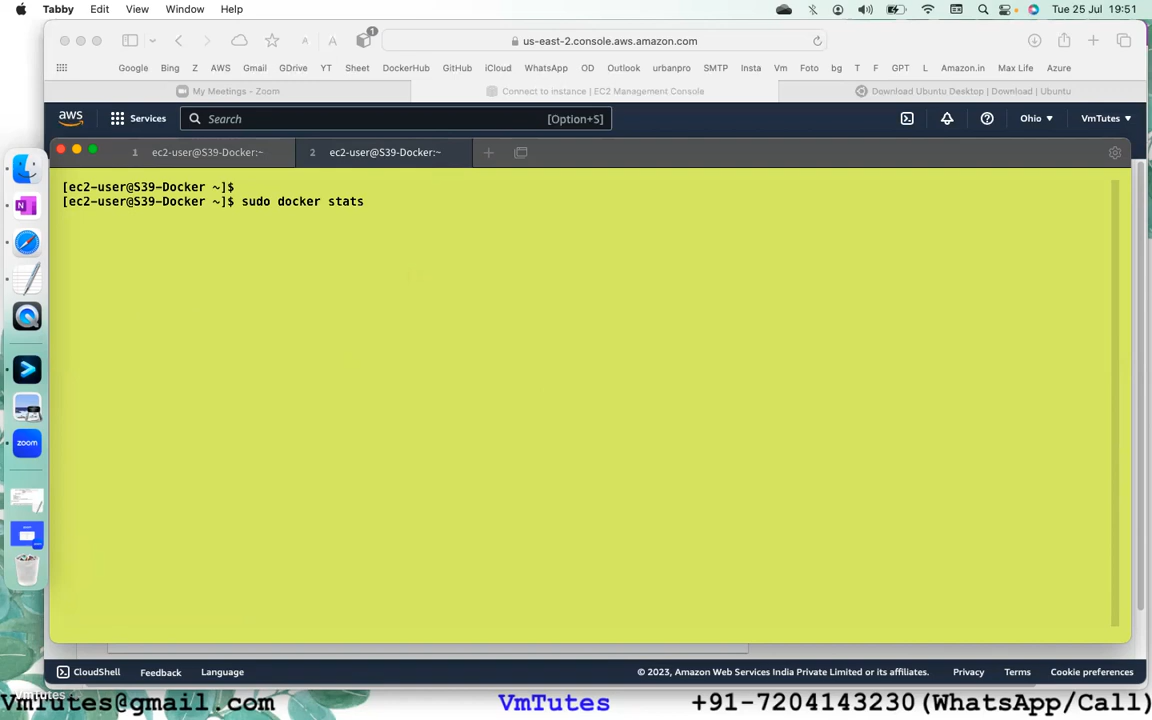 Tabby Edit View Window Help Tue 25 Jul 19:51
us-east-2.console.aws.amazon.com 1
Google Bing Z AWS Gmail GDrive YT Sheet DockerHub GitHub iCloud WhatsApp OD Outlook urbanpro SMTP Insta Vm Foto bg T F GPT L Amazon.in Max Life Azure
My Meetings - Zoom Connect to instance | EC2 Management Console Download Ubuntu Desktop | Download | Ubuntu
aws Services Search [Option+S] Ohio VmTutes
1 ec2-user@S39-Docker:~ 2 ec2-user@S39-Docker:~
[ec2-user@S39-Docker ~]$
[ec2-user@S39-Docker ~]$ sudo docker stats
zoom
CloudShell Feedback Language © 2023, Amazon Web Services India Private Limited or its affiliates. Privacy Terms Cookie preferences
VmTutes
VmTutes@gmail.com VmTutes +91-7204143230(WhatsApp/Call)